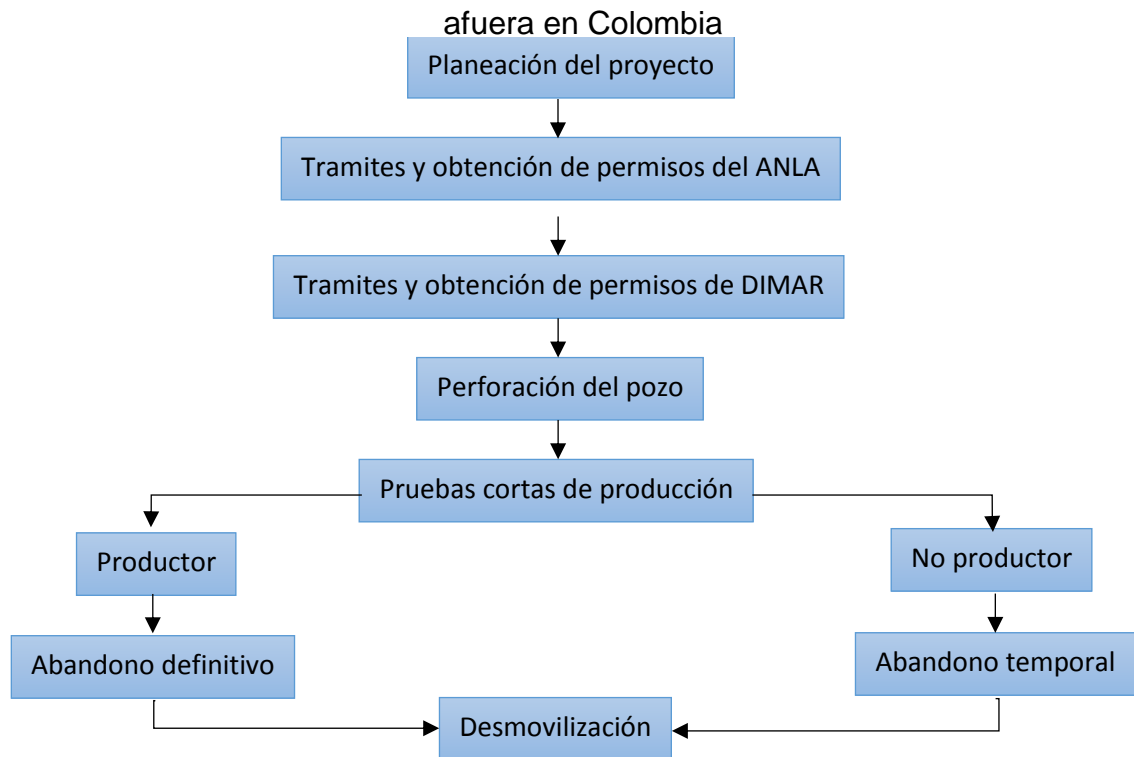 afuera en Colombia
Planeación del proyecto
Tramites y obtención de permisos del ANLA
Tramites y obtención de permisos de DIMAR
Perforación del pozo
Pruebas cortas de producción
Productor
No productor
Abandono definitivo
Abandono temporal
Desmovilización